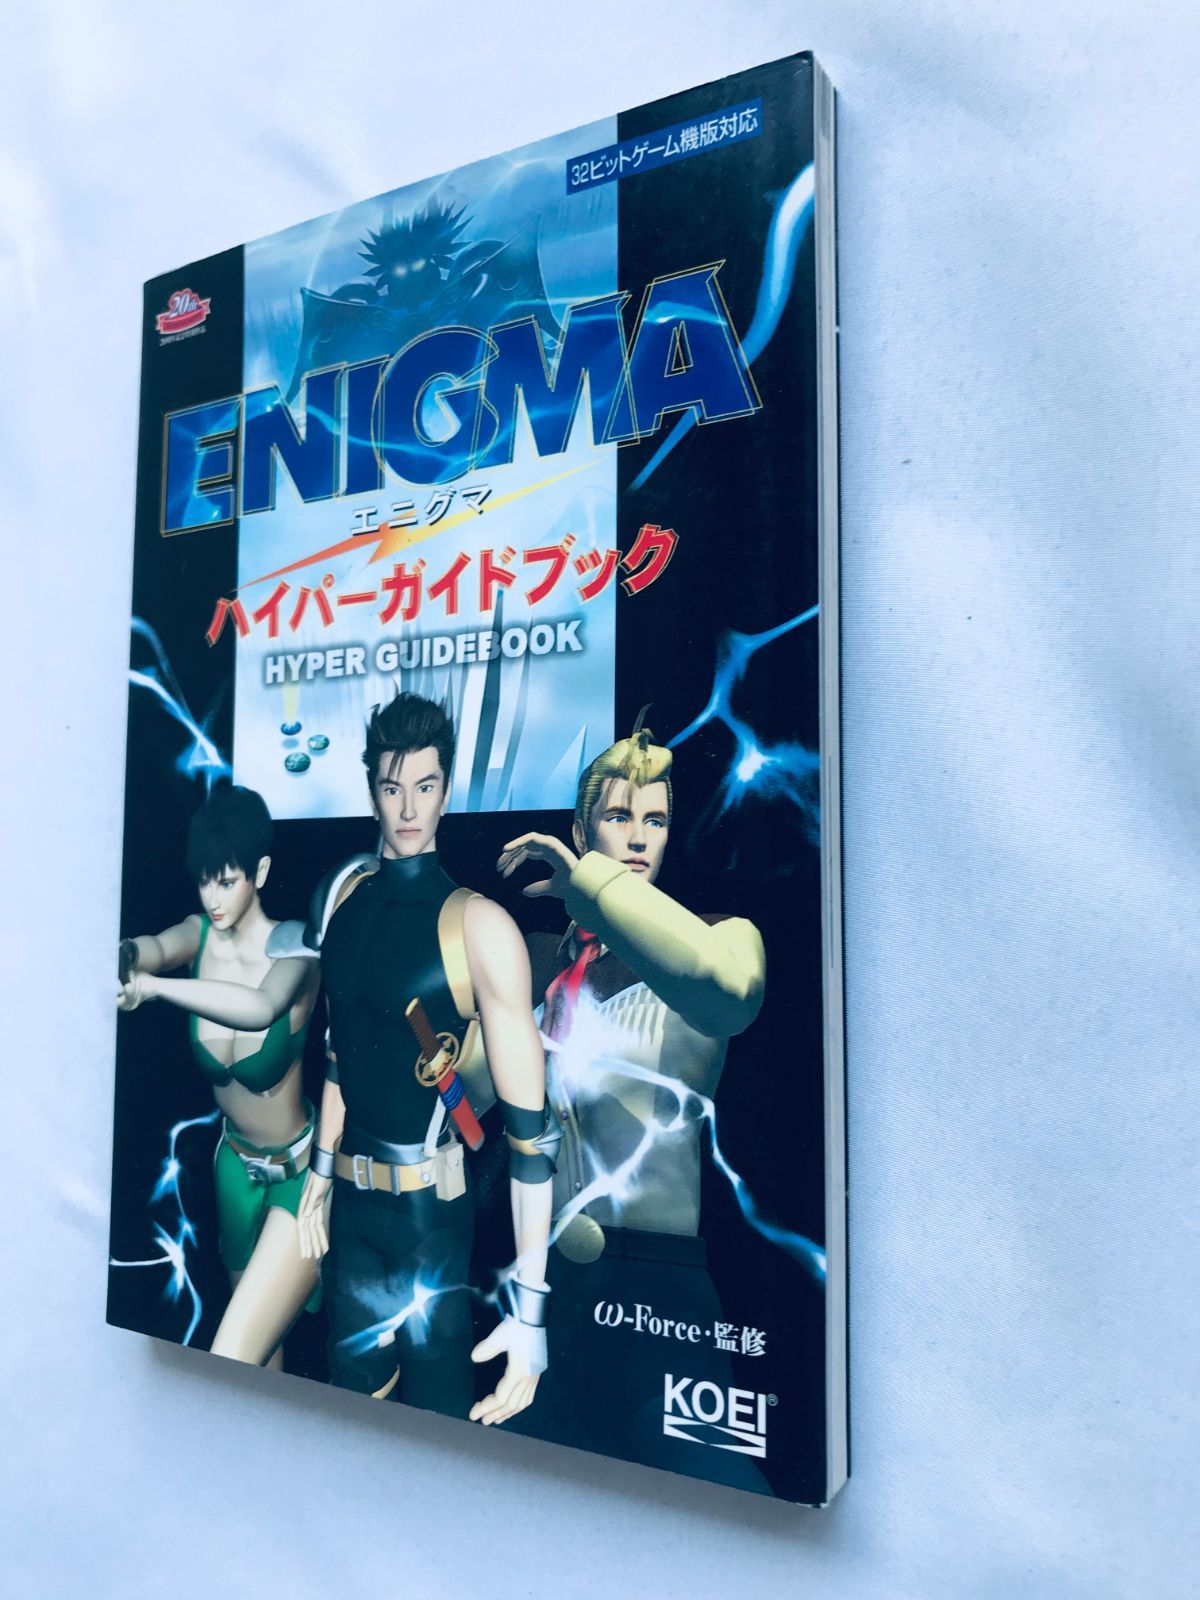 32ビットゲーム機版対応
20th
ENIGMA
エニグマ
ハイパーガイドブック
HYPER GUIDEBOOK
ω-Force・監修
KOEI®